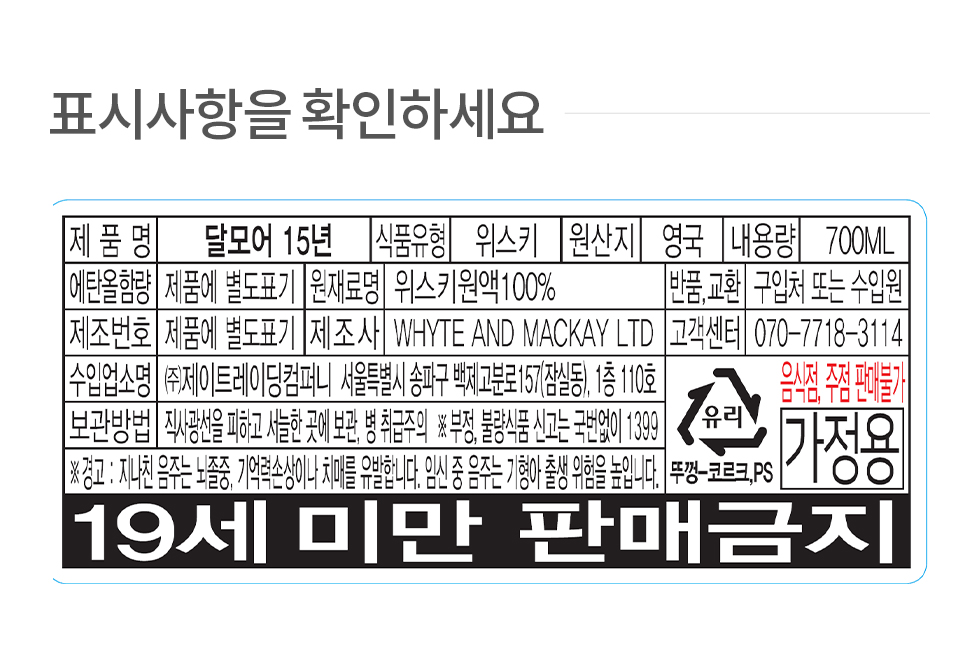 표시사항을 확인하세요
제 품 명 달모어 15년 식품유형 위스키 원산지 영국 내용량 700ML
에탄올함량 제품에 별도표기 원재료명 위스키원액100% 반품,교환 구입처 또는 수입원
제조번호 제품에 별도표기 제조사 WHYTE AND MACKAY LTD 고객센터 070-7718-3114
수입업소명 ㈜제이트레이딩컴퍼니 서울특별시 송파구 백제고분로157(잠실동), 1층 110호
음식점, 주점 판매불가
유리
가정용
보관방법 직사광선을 피하고 서늘한 곳에 보관, 병 취급주의 ※부정, 불량식품 신고는 국번없이 1399
※경고 : 지나친 음주는 뇌졸중, 기억력손상이나 치매를 유발합니다. 임신 중 음주는 기형아 출생 위험을 높입니다.
뚜껑-코르크,PS
19세 미만 판매금지